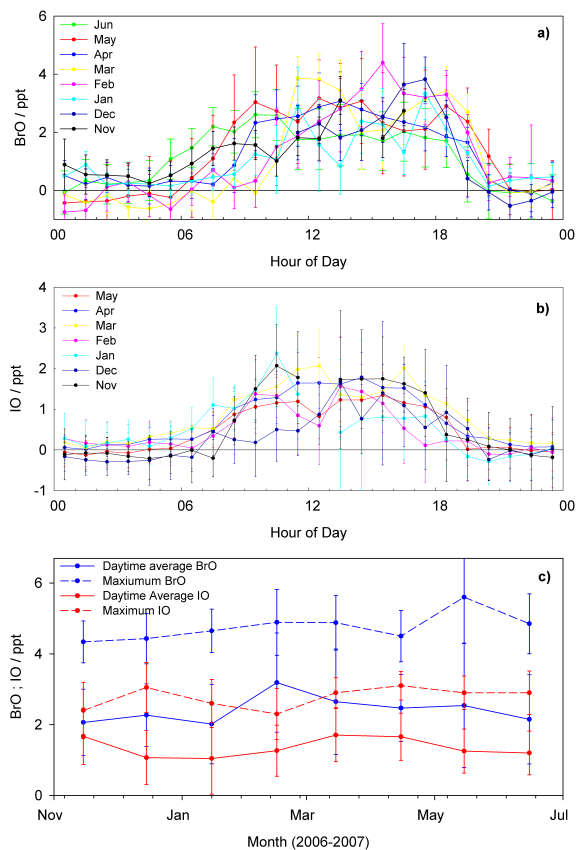 6
4
2
0
BrO / ppt
a)
Jun
May
Apr
Mar
Feb
Jan
Dec
Nov
00 06 12 18 00
Hour of Day
4
3
2
1
0
-1
IO / ppt
b)
May
Apr
Mar
Feb
Jan
Dec
Nov
00 06 12 18 00
Hour of Day
6
4
2
0
BrO ; IO / ppt
c)
Daytime average BrO
Maxiumum BrO
Daytime Average IO
Maximum IO
Nov Jan Mar May Jul
Month (2006-2007)